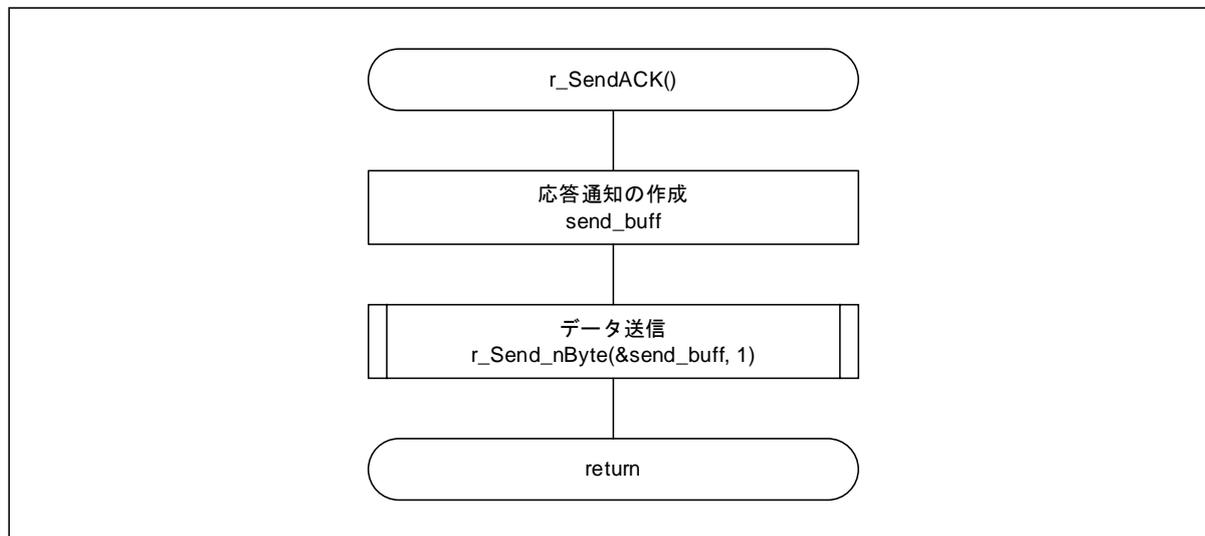 r_SendACK()
応答通知の作成
send_buff
データ送信
r_Send_nByte(&send_buff, 1)
return